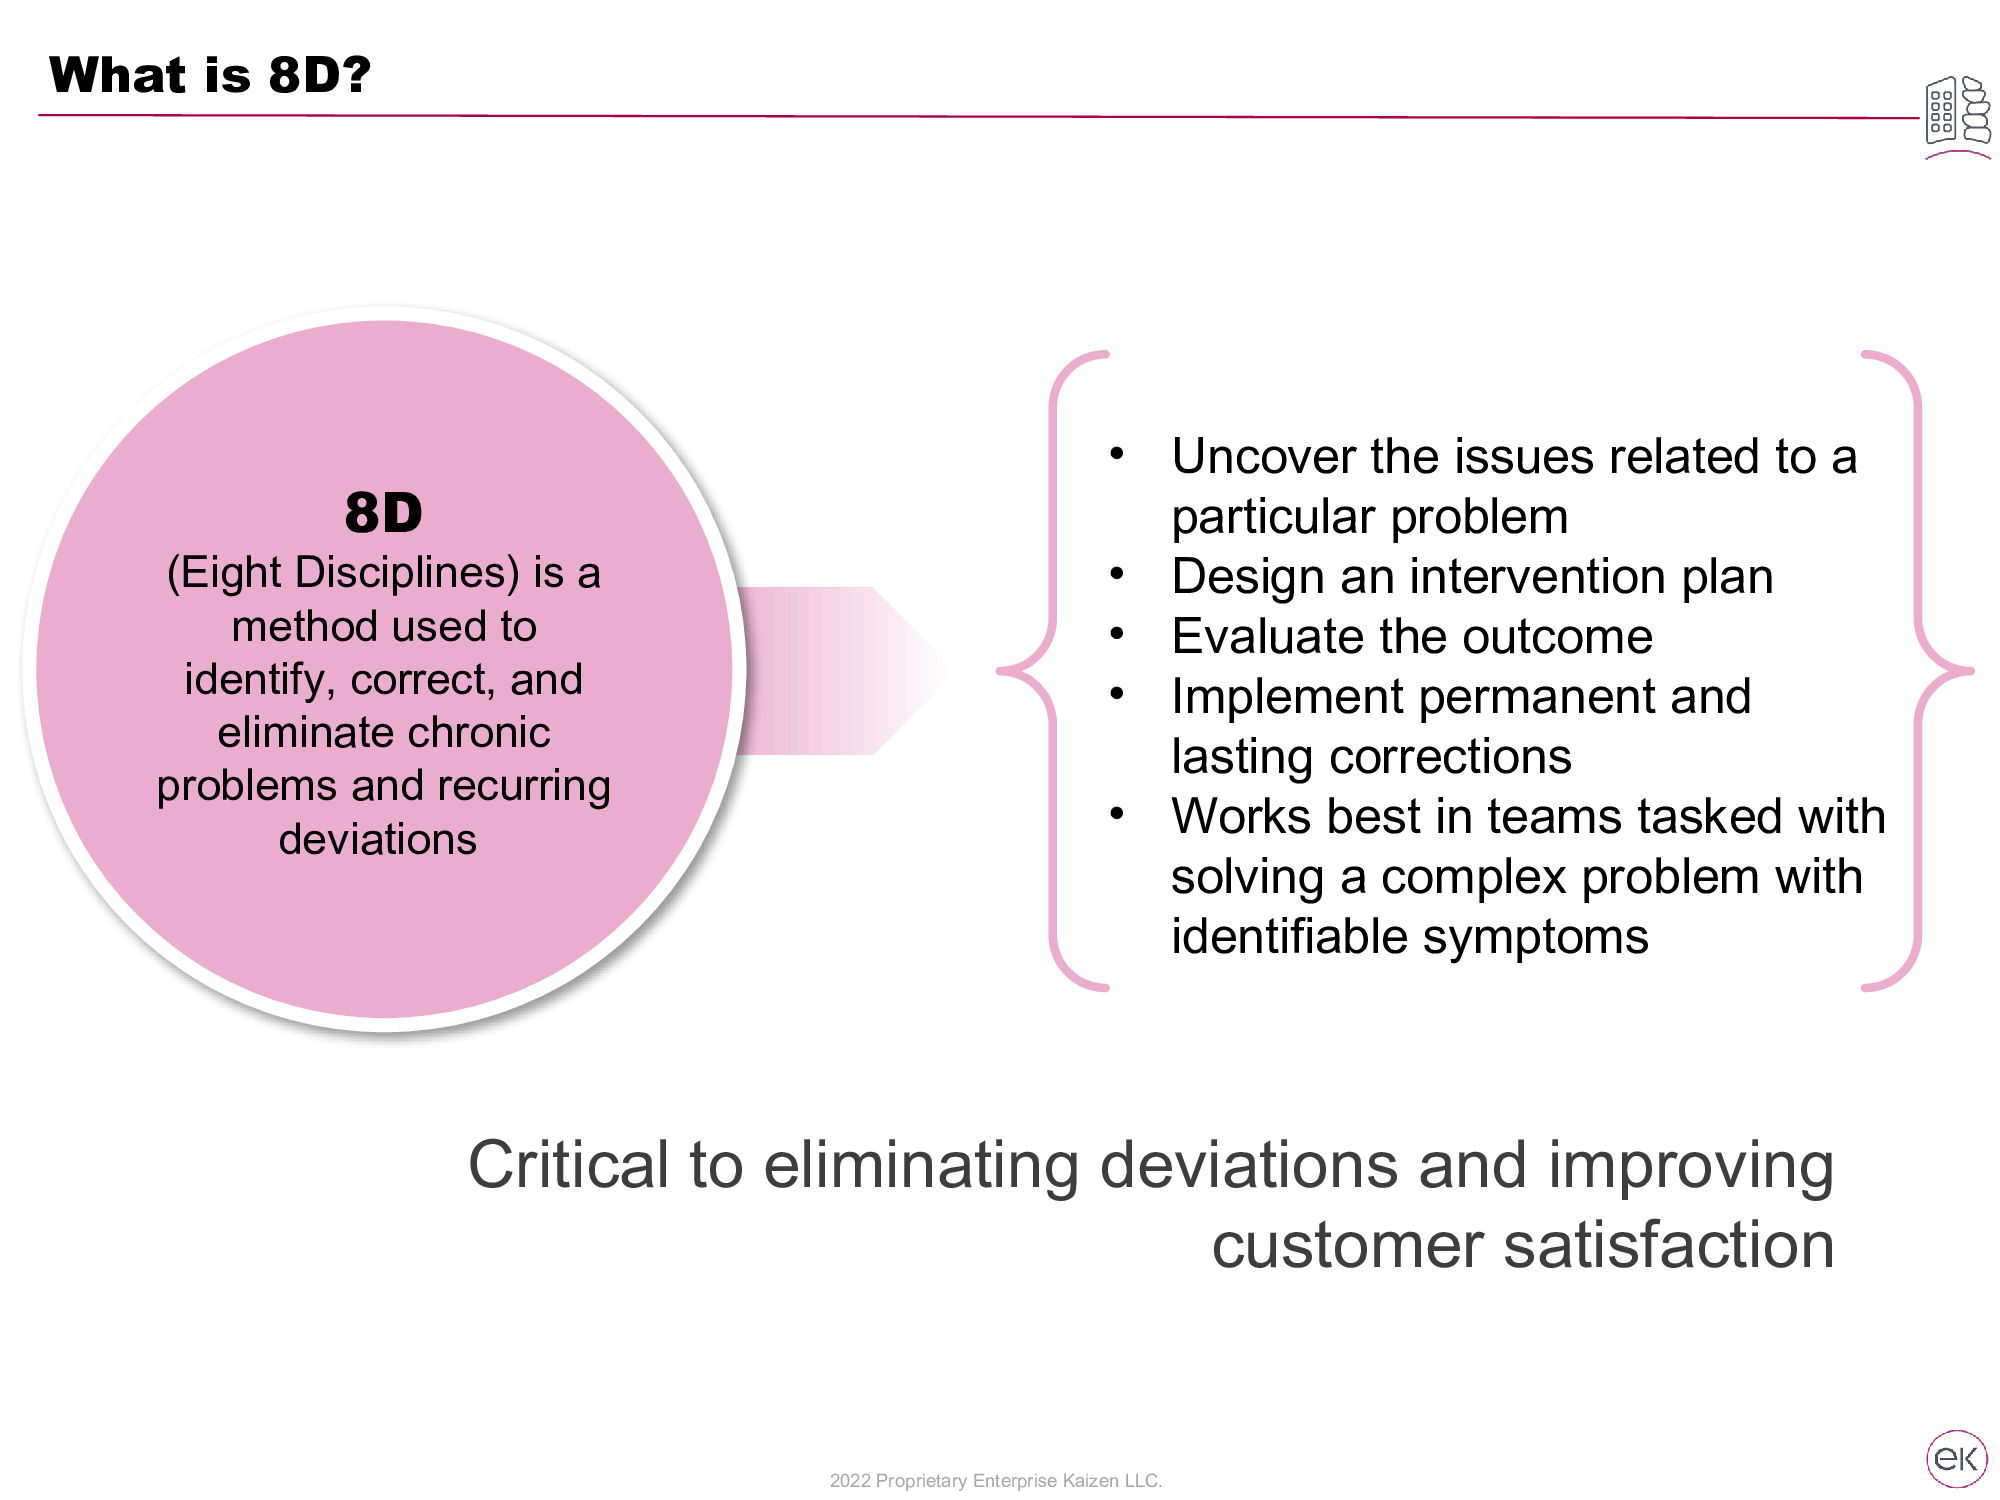 What is 8D?
8D
(Eight Disciplines) is a
method used to
identify, correct, and
eliminate chronic
problems and recurring
deviations
• Uncover the issues related to a
particular problem
• Design an intervention plan
• Evaluate the outcome
• Implement permanent and
lasting corrections
• Works best in teams tasked with
solving a complex problem with
identifiable symptoms
Critical to eliminating deviations and improving
customer satisfaction
2022 Proprietary Enterprise Kaizen LLC.
eK